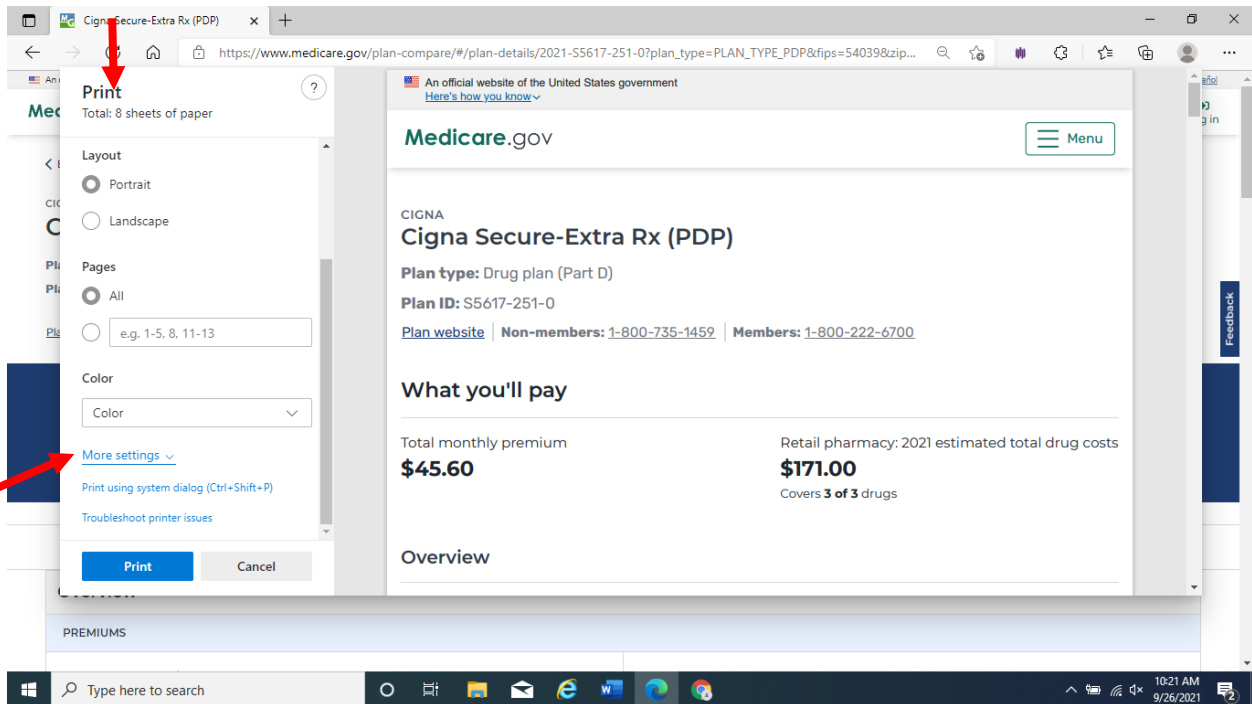 Cigna Secure-Extra Rx (PDP)
https://www.medicare.gov/plan-compare/#/plan-details/2021-S5617-251-0?plan_type=PLAN_TYPE_PDP&fips=54039&zip...
Print
Total: 8 sheets of paper
?
Layout
Portrait
Landscape
Pages
All
e.g. 1-5, 8, 11-13
Color
Color
More settings
Print using system dialog (Ctrl+Shift+P)
Troubleshoot printer issues
Print Cancel
An official website of the United States government
Here's how you know
Medicare.gov
Menu
CIGNA
Cigna Secure-Extra Rx (PDP)
Plan type: Drug plan (Part D)
Plan ID: S5617-251-0
Plan website Non-members: 1-800-735-1459 Members: 1-800-222-6700
What you'll pay
Total monthly premium
$45.60
Retail pharmacy: 2021 estimated total drug costs
$171.00
Covers 3 of 3 drugs
Overview
Feedback
PREMIUMS
Type here to search
10:21 AM
9/26/2021
2